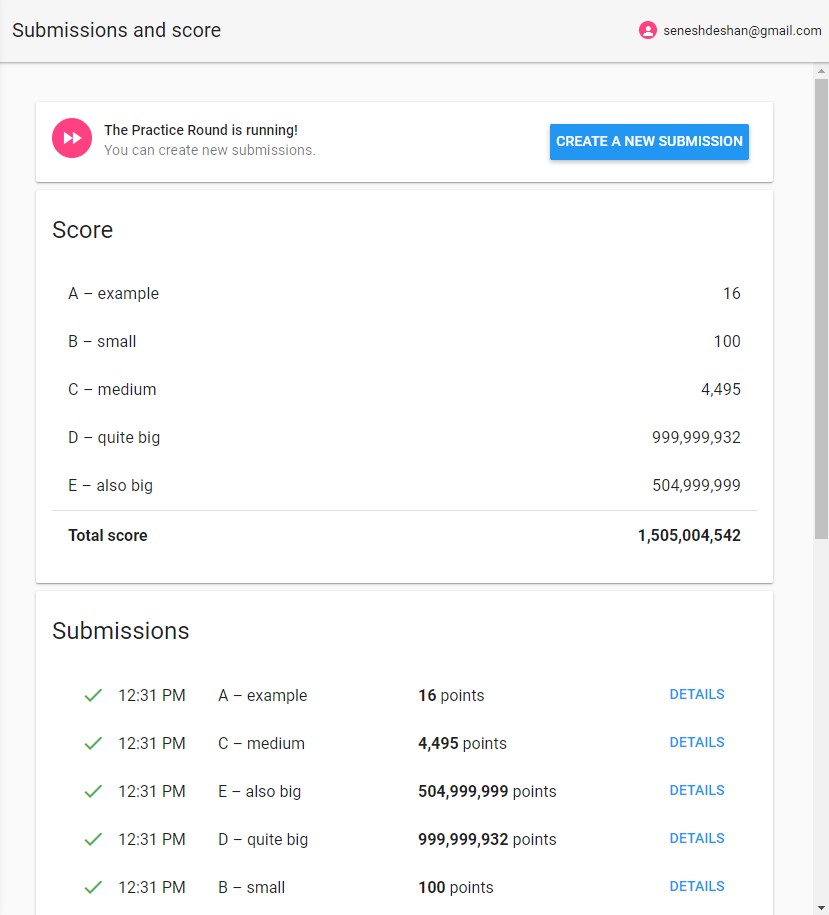 Submissions and score
seneshdeshan@gmail.com
The Practice Round is running!
You can create new submissions.
CREATE A NEW SUBMISSION
Score
A – example 16
B – small 100
C – medium 4,495
D – quite big 999,999,932
E – also big 504,999,999
Total score 1,505,004,542
Submissions
12:31 PM A – example 16 points DETAILS
12:31 PM C – medium 4,495 points DETAILS
12:31 PM E – also big 504,999,999 points DETAILS
12:31 PM D – quite big 999,999,932 points DETAILS
12:31 PM B – small 100 points DETAILS